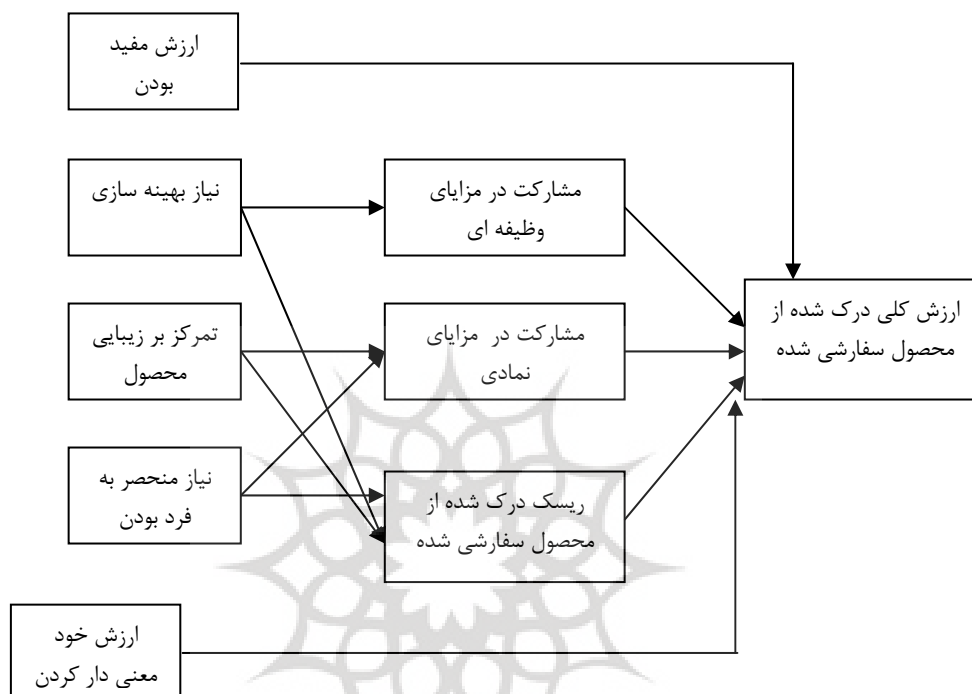 ارزش مفید
بودن
نیاز بهینه سازی
مشارکت در مزایای
وظیفه ای
ارزش کلی درک شده از
محصول سفارشی شده
تمرکز بر زیبایی
محصول
مشارکت در مزایای
نمادی
نیاز منحصر به
فرد بودن
ریسک درک شده از
محصول سفارشی شده
ارزش خود
معنی دار کردن